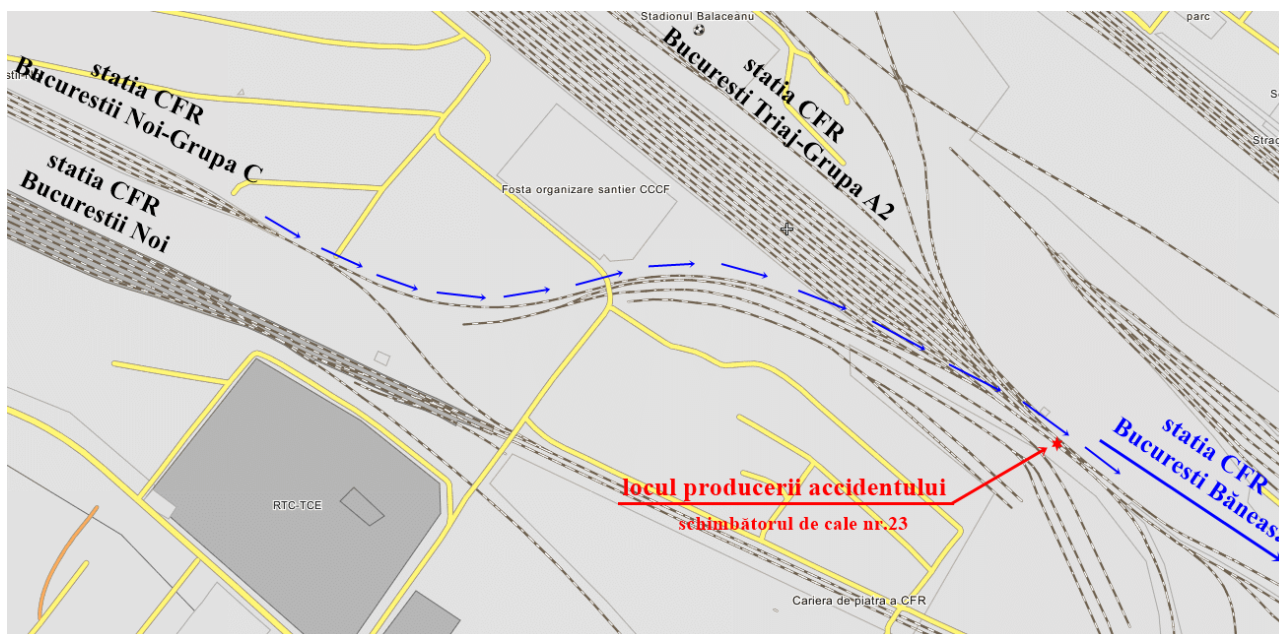 Stadionul Balaceanu
parc
statia CFR
Bucurestii Noi-Grupa C
statia CFR
Bucuresti Triaj-Grupa A2
statia CFR
Bucurestii Noi
Fosta organizare santier CCCF
statia CFR
Bucuresti Băneasa
locul producerii accidentului
schimbătorul de cale nr.23
RTC-TCE
Cariera de piatra a CFR